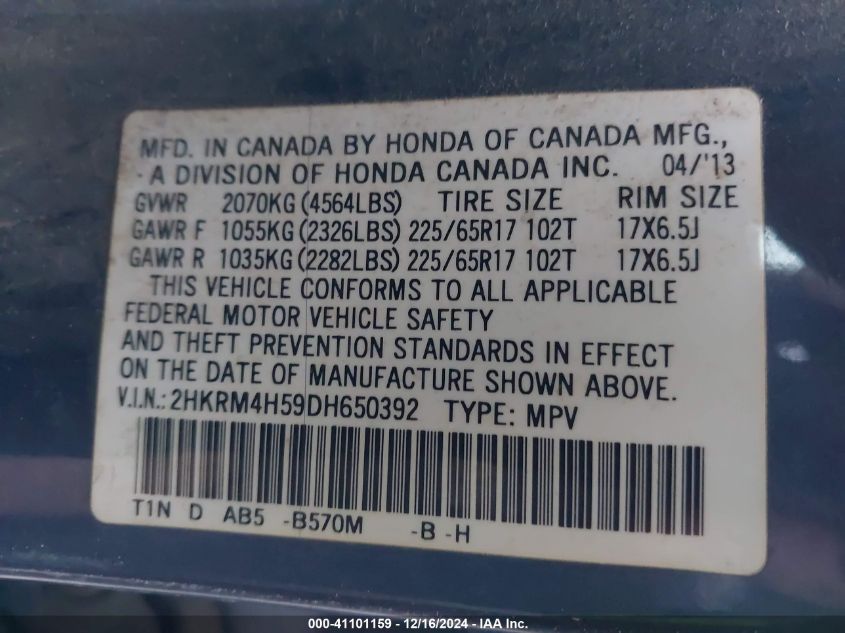 MFD. IN CANADA BY HONDA OF CANADA MFG.,
A DIVISION OF HONDA CANADA INC. 04/'13
GVWR 2070KG (4564LBS) TIRE SIZE RIM SIZE
GAWR F 1055KG (2326LBS) 225/65R17 102T 17X6.5J
GAWR R 1035KG (2282LBS) 225/65R17 102T 17X6.5J
THIS VEHICLE CONFORMS TO ALL APPLICABLE
FEDERAL MOTOR VEHICLE SAFETY
AND THEFT PREVENTION STANDARDS IN EFFECT
ON THE DATE OF MANUFACTURE SHOWN ABOVE.
V.I.N.: 2HKRM4H59DH650392 TYPE: MPV
T1N D AB5 -B570M -B -H
000-41101159 - 12/16/2024 - IAA Inc.